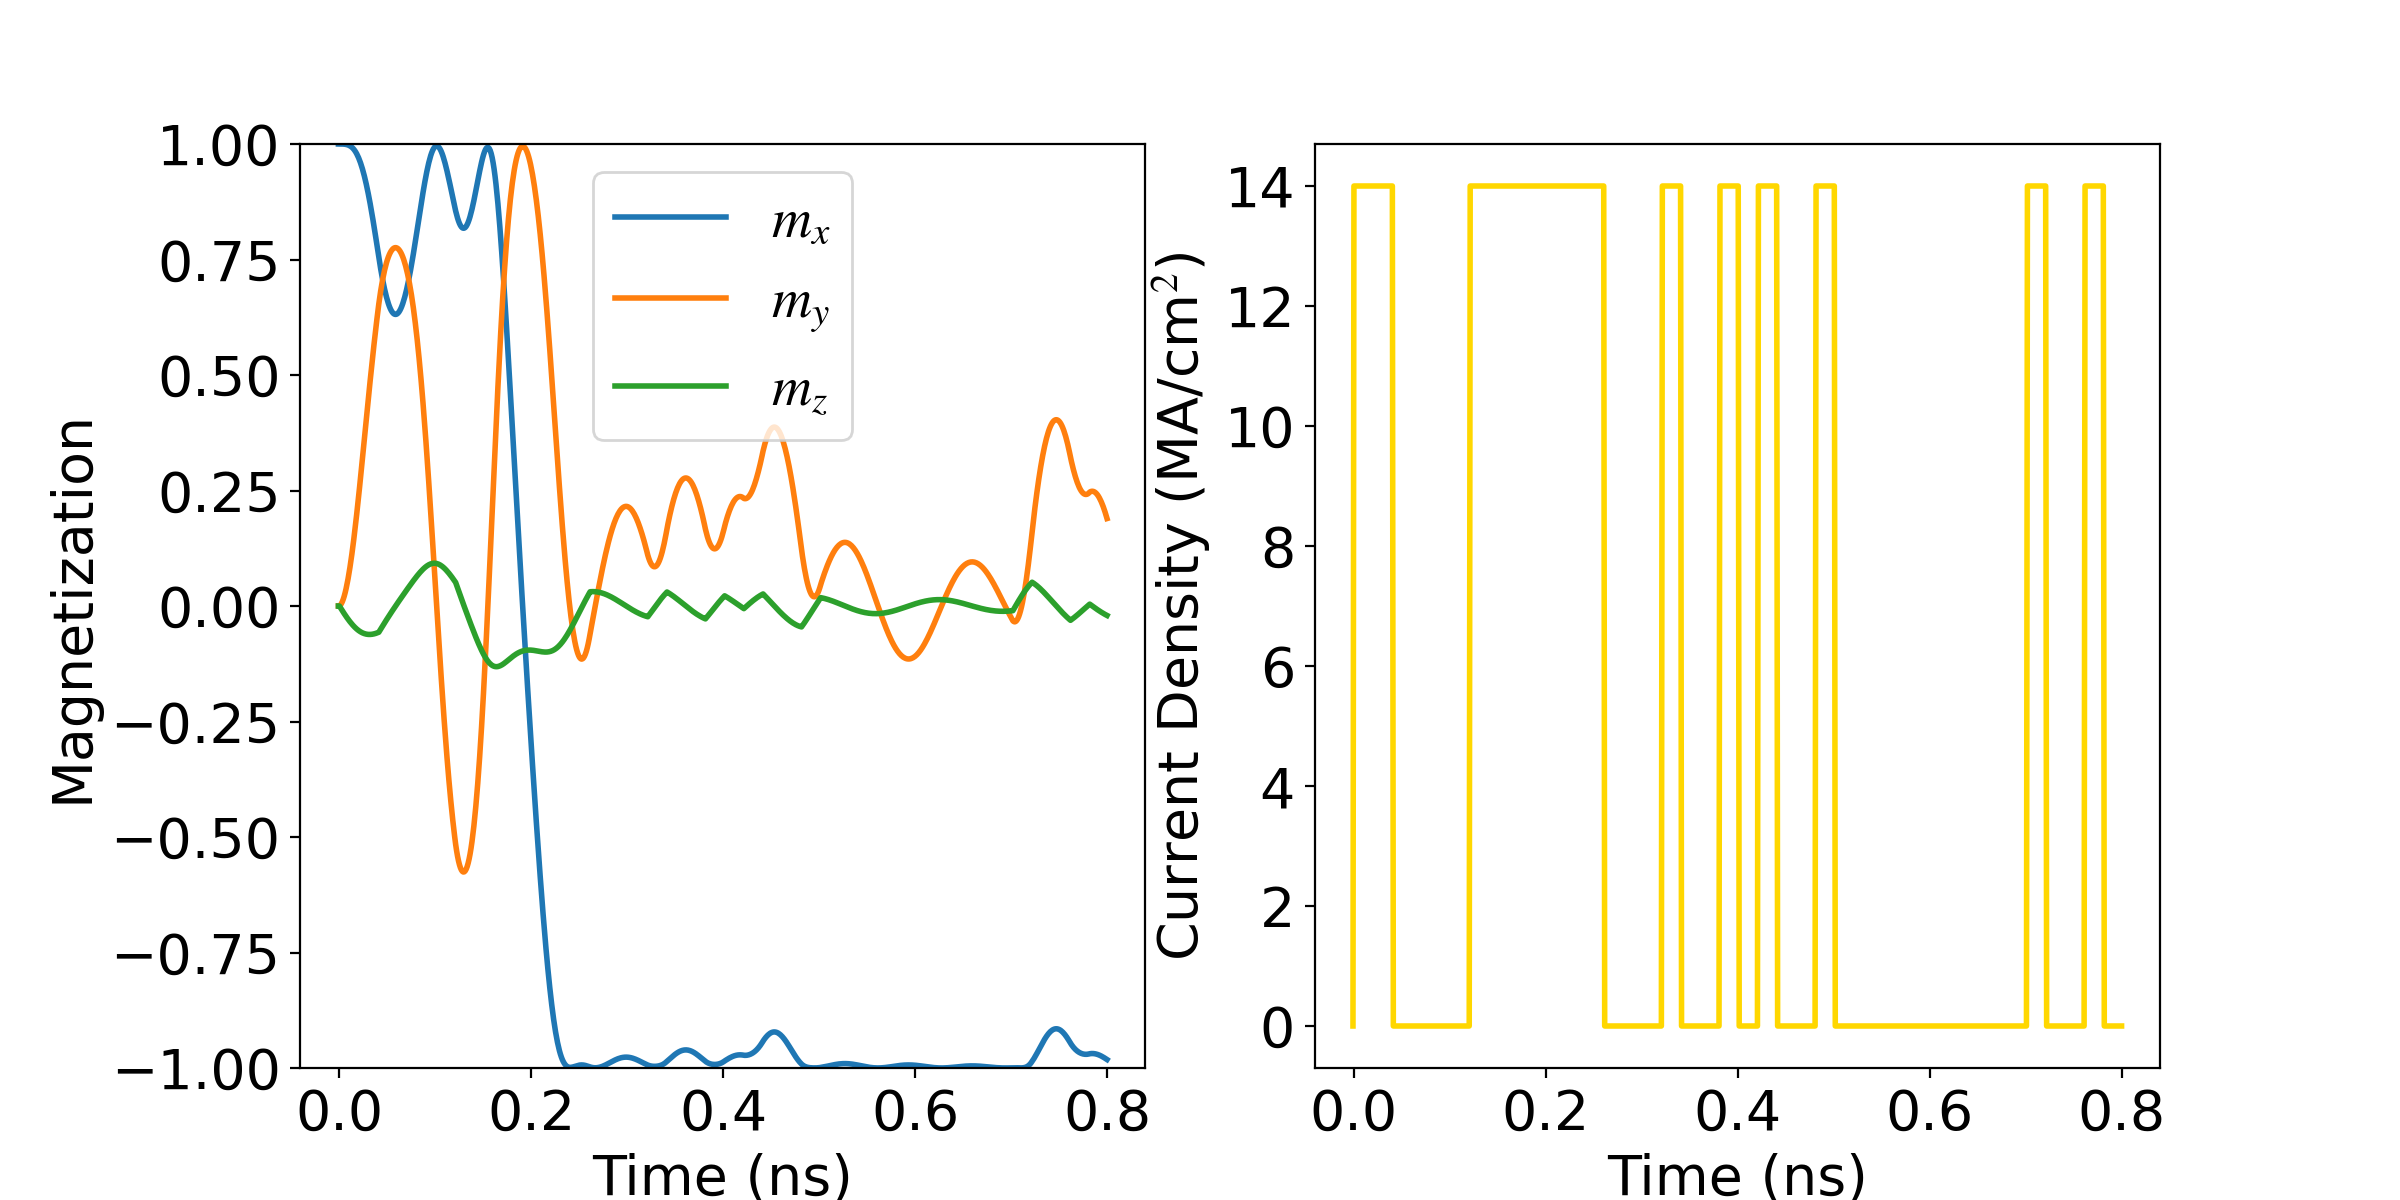 1.00
0.75
0.50
0.25
0.00
−0.25
−0.50
−0.75
−1.00
Magnetization
0.0 0.2 0.4 0.6 0.8
Time (ns)
m_x
m_y
m_z
14
12
10
8
6
4
2
0
Current Density (MA/cm²)
0.0 0.2 0.4 0.6 0.8
Time (ns)